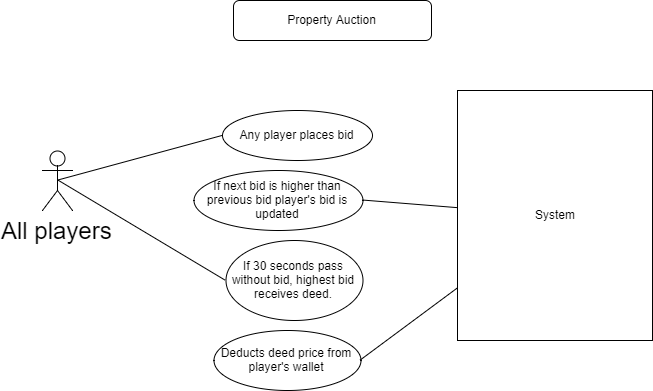 Property Auction
Any player places bid
If next bid is higher than
previous bid player's bid is
updated
System
All players
If 30 seconds pass
without bid, highest bid
receives deed.
Deducts deed price from
player's wallet